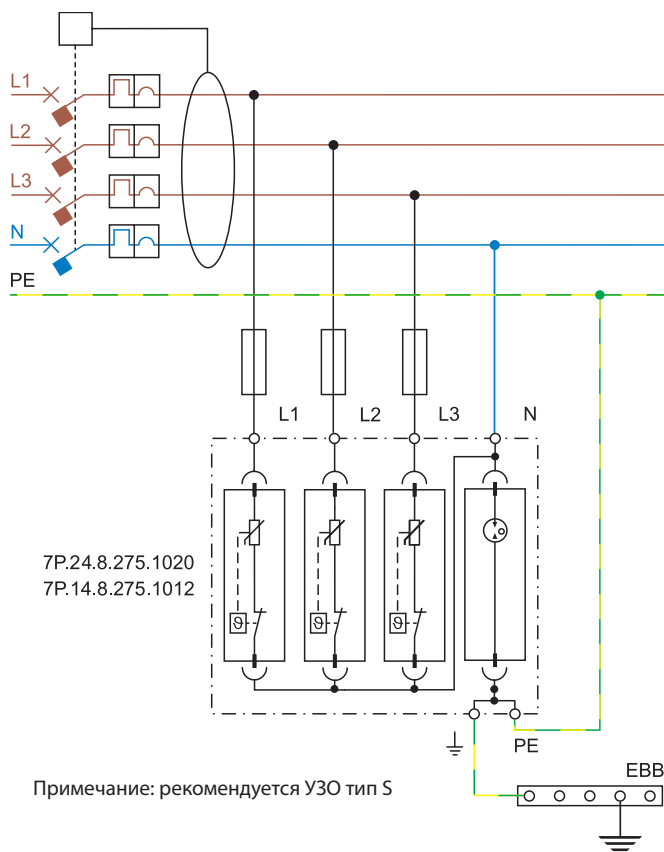 L1
L2
L3
N
PE
L1 L2 L3 N
7P.24.8.275.1020
7P.14.8.275.1012
ϑ ϑ ϑ
PE
EBB
Примечание: рекомендуется УЗО тип S